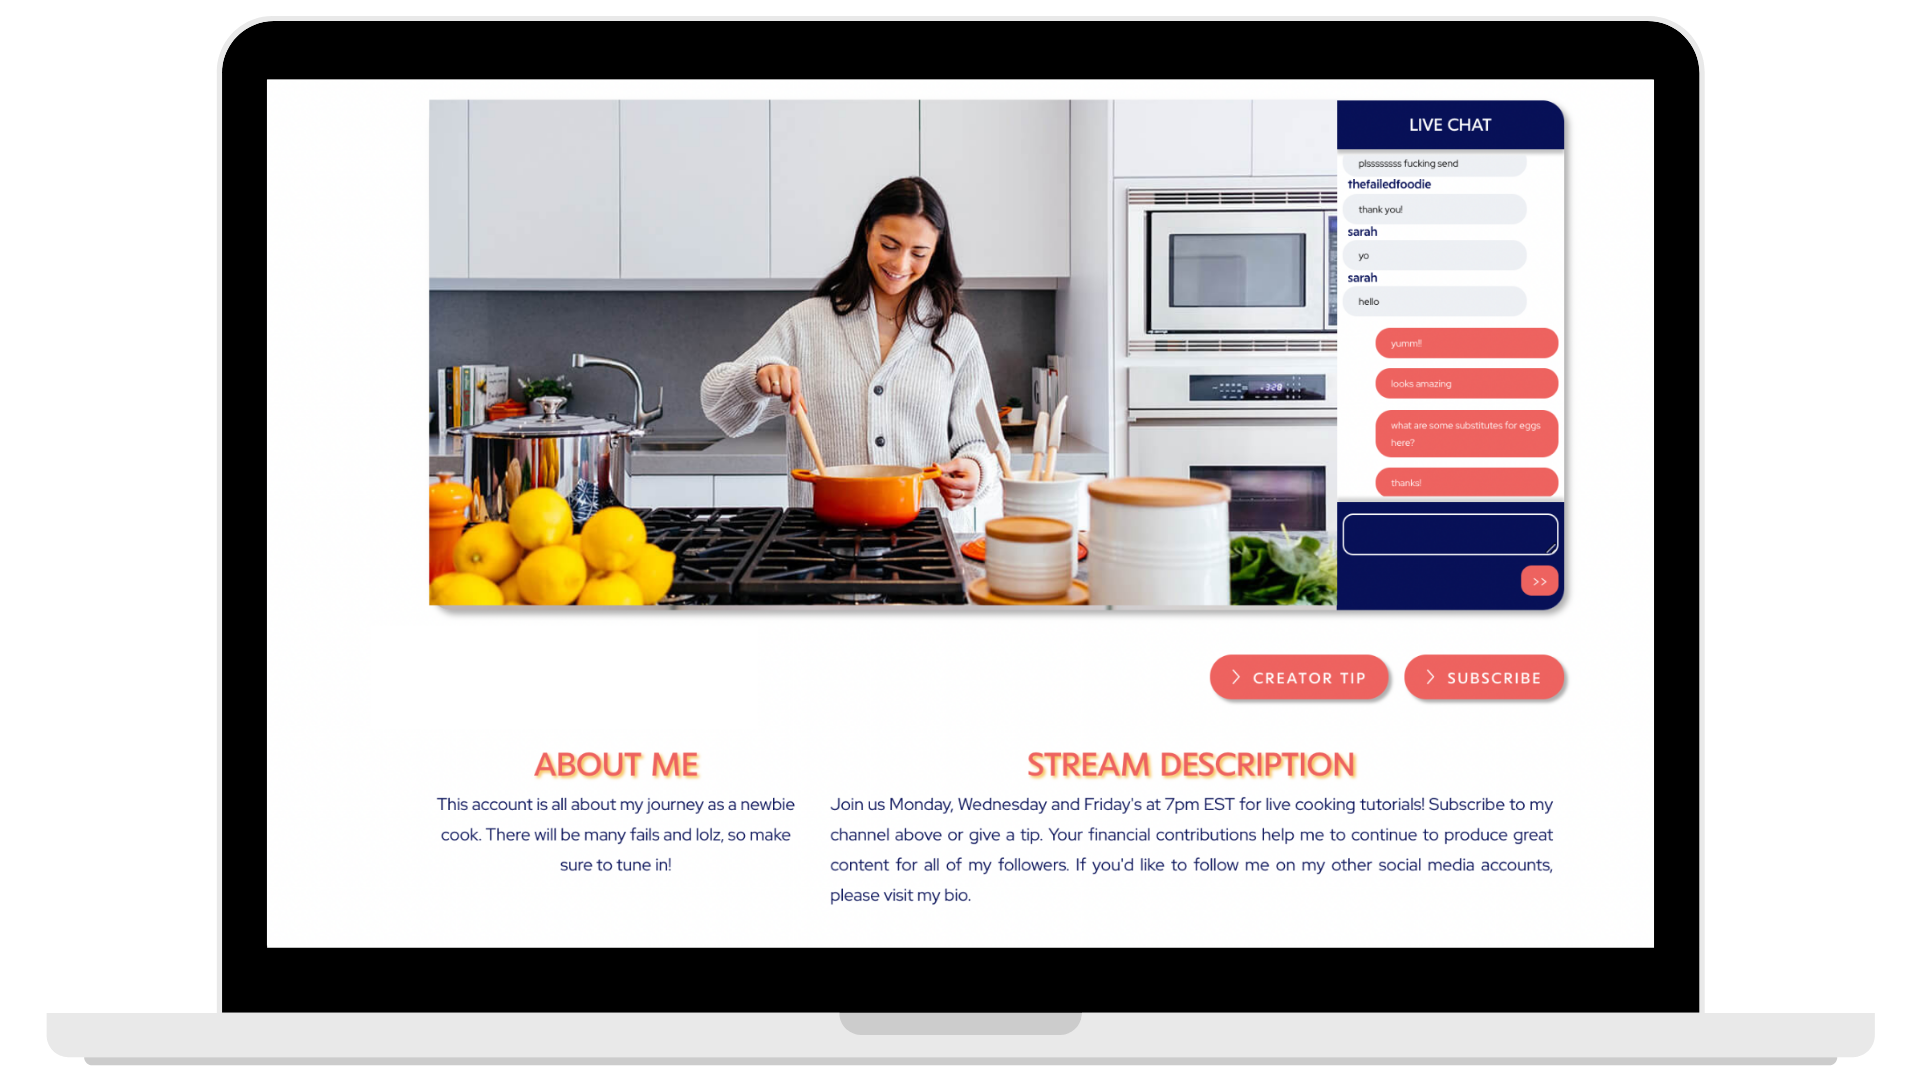 LIVE CHAT
plssssssss fucking send
thefailedfoodie
thank you!
sarah
yo
sarah
hello
yumm!!
looks amazing
what are some substitutes for eggs
here?
thanks!
>>
CREATOR TIP
SUBSCRIBE
ABOUT ME
This account is all about my journey as a newbie
cook. There will be many fails and lolz, so make
sure to tune in!
STREAM DESCRIPTION
Join us Monday, Wednesday and Friday's at 7pm EST for live cooking tutorials! Subscribe to my
channel above or give a tip. Your financial contributions help me to continue to produce great
content for all of my followers. If you'd like to follow me on my other social media accounts,
please visit my bio.